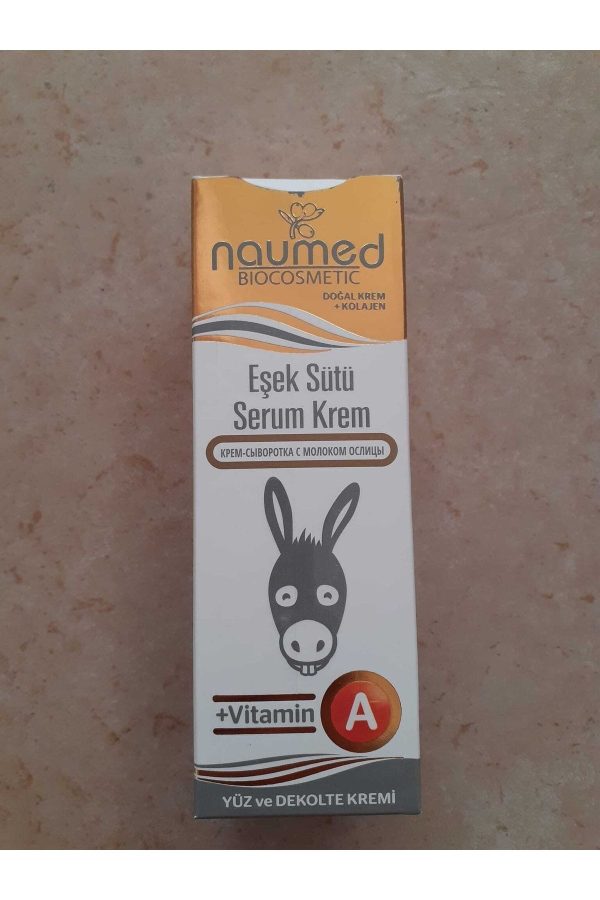 naumed
BIOCOSMETIC
DOĞAL KREM
+ KOLAJEN
Eşek Sütü
Serum Krem
КРЕМ-СЫВОРОТКА С МОЛОКОМ ОСЛИЦЫ
+Vitamin A
YÜZ ve DEKOLTE KREMİ